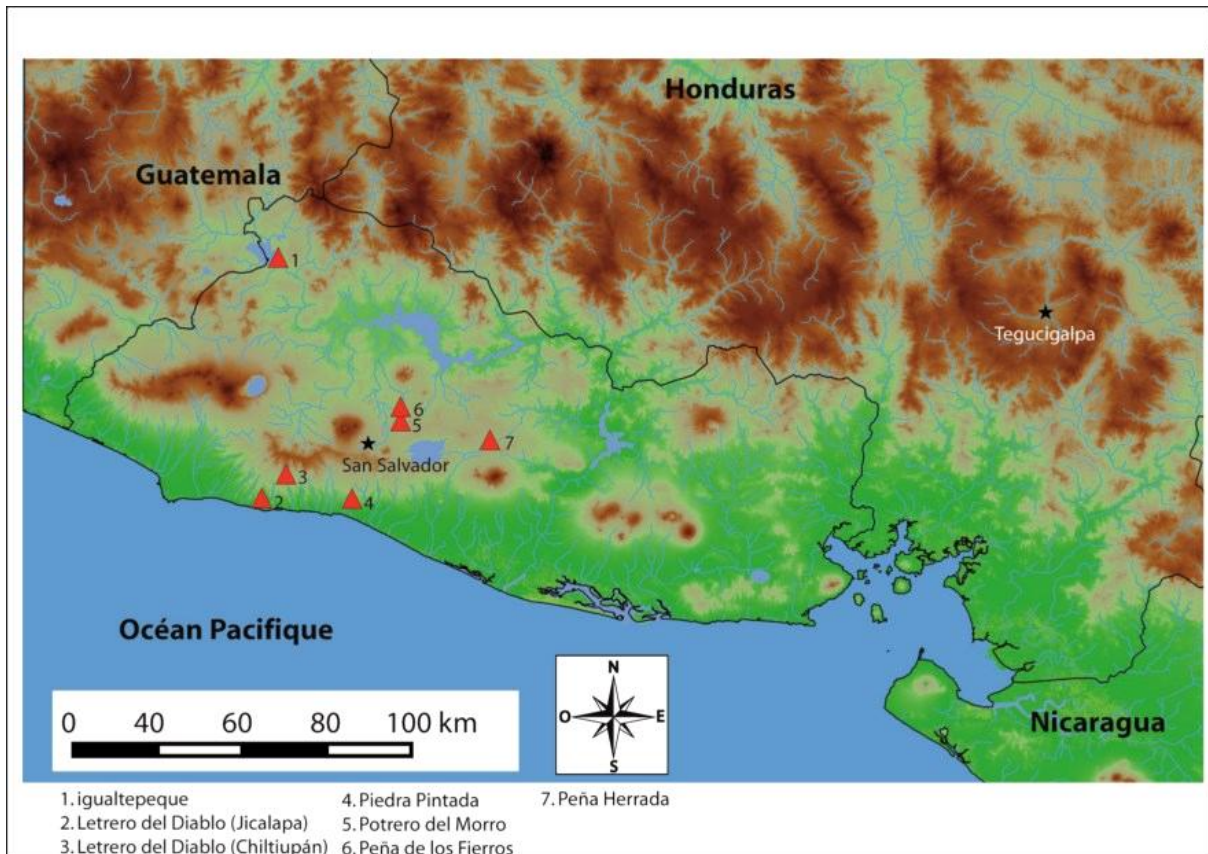 Honduras
Guatemala
1
Tegucigalpa
6
5
7
San Salvador
3
2
4
Océan Pacifique
N
O E
S
0 40 60 80 100 km
Nicaragua
1. igualtepeque
2. Letrero del Diablo (Jicalapa)
3. Letrero del Diablo (Chiltiupán)
4. Piedra Pintada
5. Potrero del Morro
6. Peña de los Fierros
7. Peña Herrada